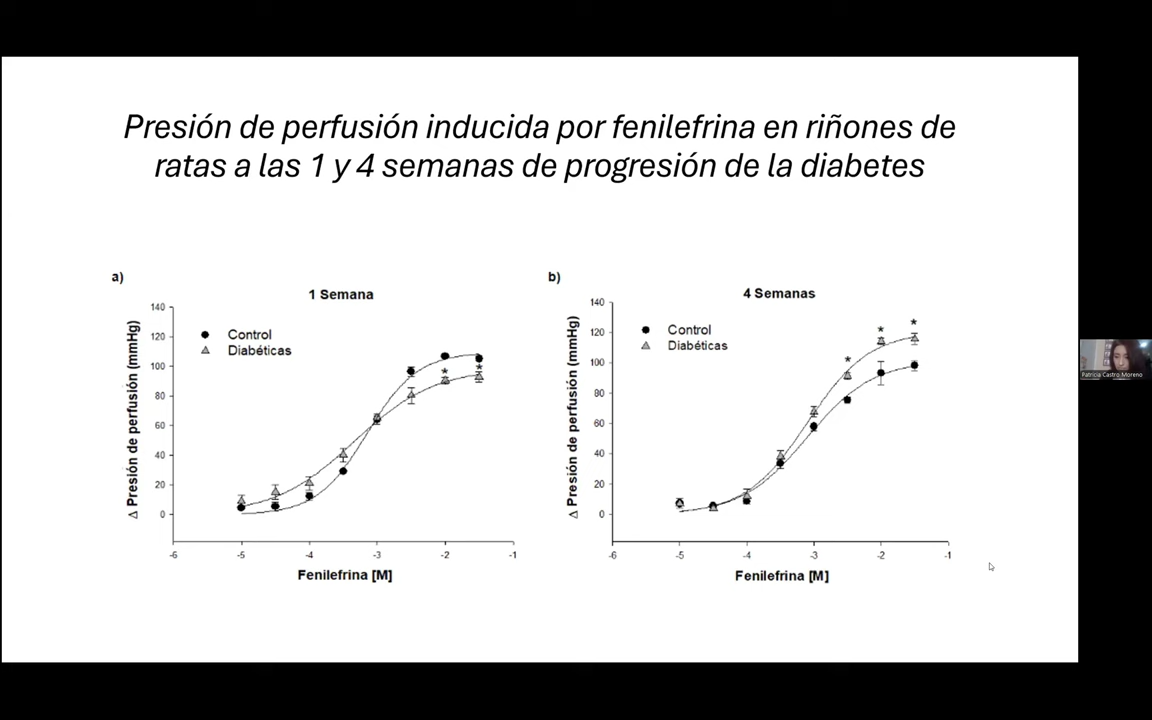 Presión de perfusión inducida por fenilefrina en riñones de
ratas a las 1 y 4 semanas de progresión de la diabetes
a)
1 Semana
Control
Diabéticas
Δ Presión de perfusión (mmHg)
140
120
100
80
60
40
20
0
* *
-6 -5 -4 -3 -2 -1
Fenilefrina [M]
b)
4 Semanas
Control
Diabéticas
Δ Presión de perfusión (mmHg)
140
120
100
80
60
40
20
0
* * *
-6 -5 -4 -3 -2 -1
Fenilefrina [M]
Patricia Castro Moreno